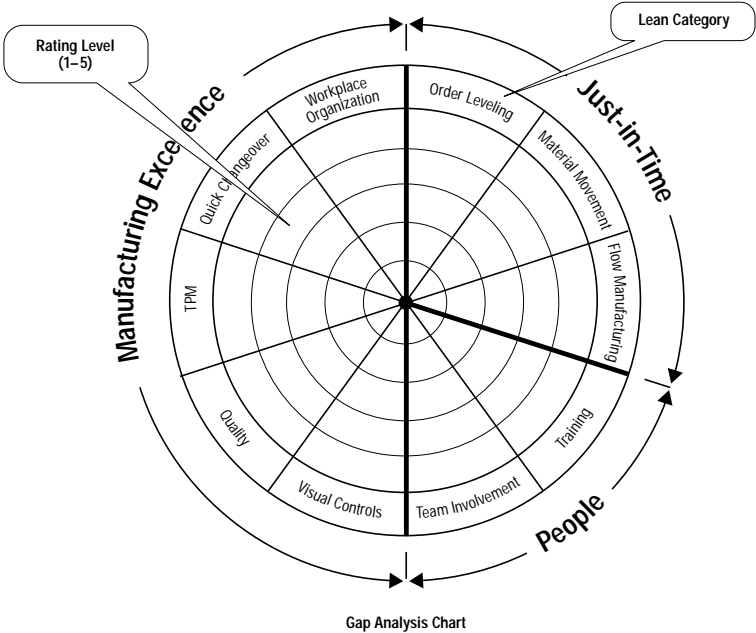 Rating Level
(1–5)
Lean Category
Manufacturing Excellence
Just-in-Time
People
Workplace
Organization
Order Leveling
Material Movement
Flow Manufacturing
Training
Team Involvement
Visual Controls
Quality
TPM
Quick Changeover
Gap Analysis Chart